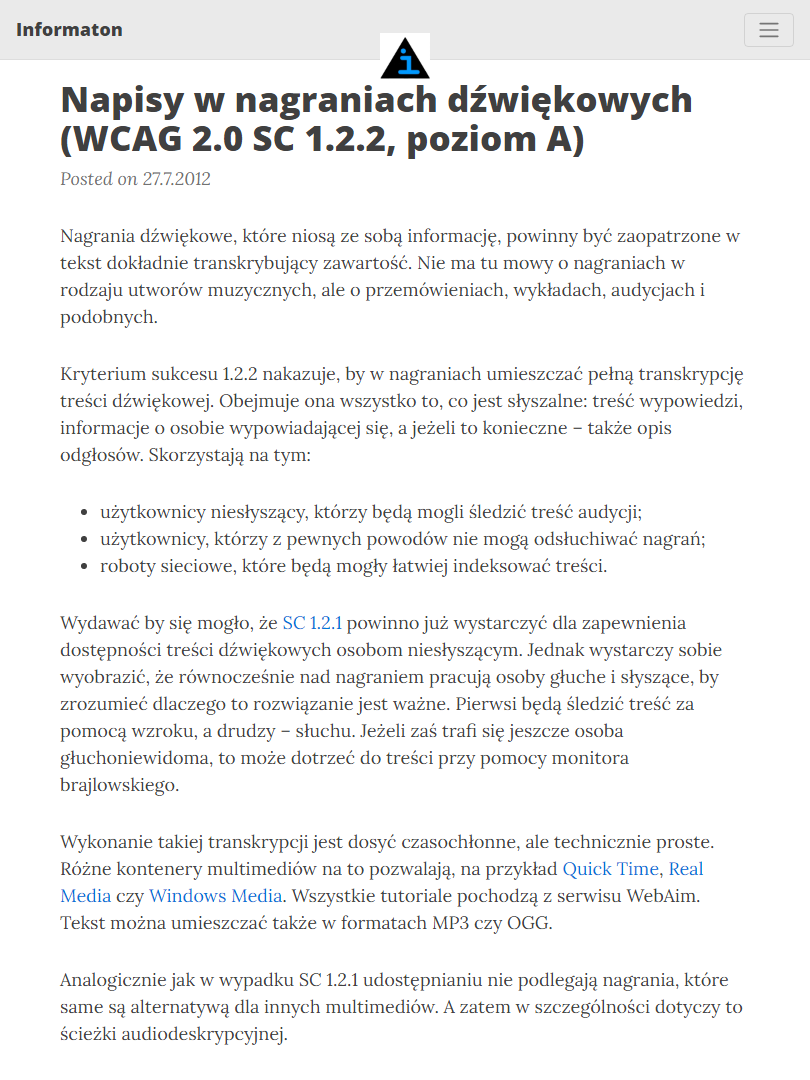 Informaton
i
Napisy w nagraniach dźwiękowych
(WCAG 2.0 SC 1.2.2, poziom A)
Posted on 27.7.2012
Nagrania dźwiękowe, które niosą ze sobą informację, powinny być zaopatrzone w
tekst dokładnie transkrybujący zawartość. Nie ma tu mowy o nagraniach w
rodzaju utworów muzycznych, ale o przemówieniach, wykładach, audycjach i
podobnych.
Kryterium sukcesu 1.2.2 nakazuje, by w nagraniach umieszczać pełną transkrypcję
treści dźwiękowej. Obejmuje ona wszystko to, co jest słyszalne: treść wypowiedzi,
informacje o osobie wypowiadającej się, a jeżeli to konieczne – także opis
odgłosów. Skorzystają na tym:
• użytkownicy niesłyszący, którzy będą mogli śledzić treść audycji;
• użytkownicy, którzy z pewnych powodów nie mogą odsłuchiwać nagrań;
• roboty sieciowe, które będą mogły łatwiej indeksować treści.
Wydawać by się mogło, że SC 1.2.1 powinno już wystarczyć dla zapewnienia
dostępności treści dźwiękowych osobom niesłyszącym. Jednak wystarczy sobie
wyobrazić, że równocześnie nad nagraniem pracują osoby głuche i słyszące, by
zrozumieć dlaczego to rozwiązanie jest ważne. Pierwsi będą śledzić treść za
pomocą wzroku, a drudzy – słuchu. Jeżeli zaś trafi się jeszcze osoba
głuchoniewidoma, to może dotrzeć do treści przy pomocy monitora
brajlowskiego.
Wykonanie takiej transkrypcji jest dosyć czasochłonne, ale technicznie proste.
Różne kontenery multimediów na to pozwalają, na przykład Quick Time, Real
Media czy Windows Media. Wszystkie tutoriale pochodzą z serwisu WebAim.
Tekst można umieszczać także w formatach MP3 czy OGG.
Analogicznie jak w wypadku SC 1.2.1 udostępnianiu nie podlegają nagrania, które
same są alternatywą dla innych multimediów. A zatem w szczególności dotyczy to
ścieżki audiodeskrypcyjnej.